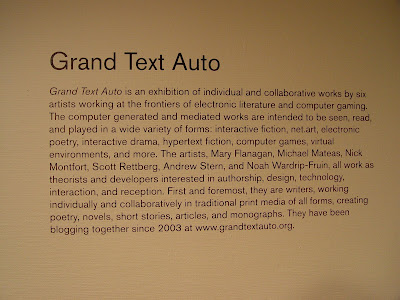 Grand Text Auto
Grand Text Auto is an exhibition of individual and collaborative works by six
artists working at the frontiers of electronic literature and computer gaming.
The computer generated and mediated works are intended to be seen, read,
and played in a wide variety of forms: interactive fiction, net.art, electronic
poetry, interactive drama, hypertext fiction, computer games, virtual
environments, and more. The artists, Mary Flanagan, Michael Mateas, Nick
Montfort, Scott Rettberg, Andrew Stern, and Noah Wardrip-Fruin, all work as
theorists and developers interested in authorship, design, technology,
interaction, and reception. First and foremost, they are writers, working
individually and collaboratively in traditional print media of all forms, creating
poetry, novels, short stories, articles, and monographs. They have been
blogging together since 2003 at www.grandtextauto.org.